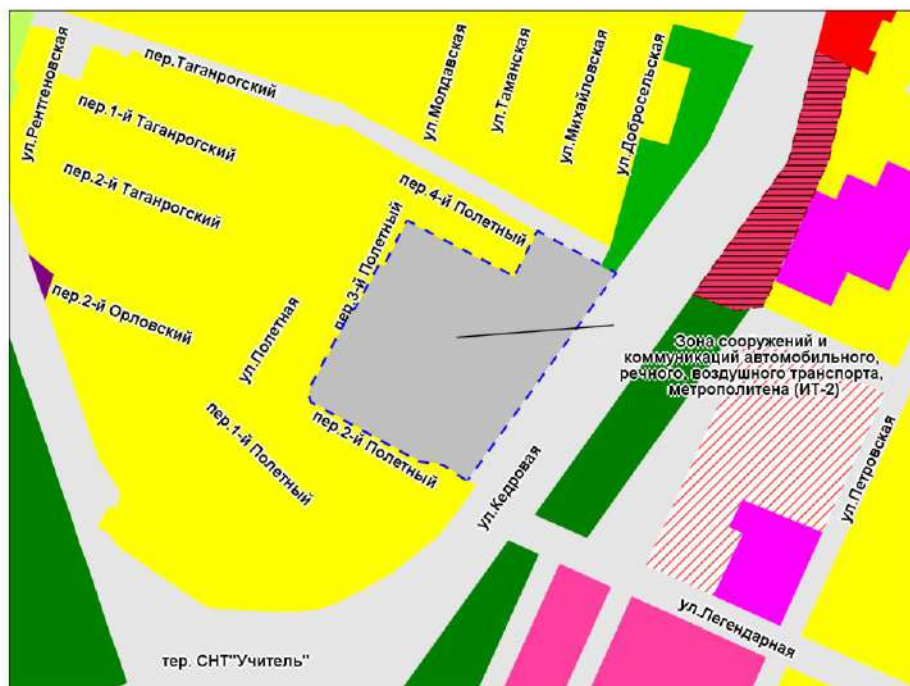 ул.Рентгеновская
пер.Таганрогский
пер.1-й Таганрогский
пер.2-й Таганрогский
ул.Молдавская
ул.Таманская
ул.Михайловская
ул.Добросельская
пер.4-й Полетный
пер.3-й Полетный
пер.2-й Орловский
ул.Полетная
пер.1-й Полетный
пер.2-й Полетный
Зона сооружений и
коммуникаций автомобильного,
речного, воздушного транспорта,
метрополитена (ИТ-2)
ул.Кедровая
ул.Петровская
ул.Легендарная
тер. СНТ"Учитель"